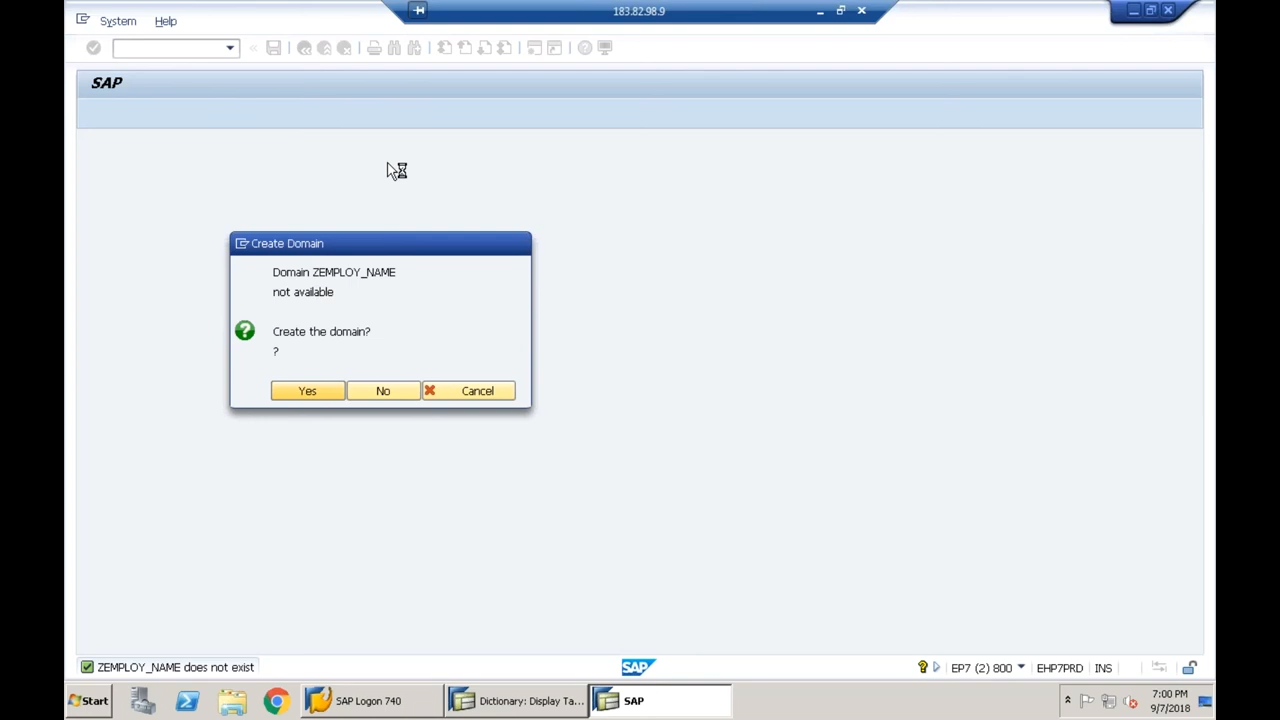 183.82.98.9
System Help
SAP
Create Domain
Domain ZEMPLOY_NAME
not available
Create the domain?
?
Yes No Cancel
ZEMPLOY_NAME does not exist
SAP
EP7 (2) 800 EHP7PRD INS
Start SAP Logon 740 Dictionary: Display Ta... SAP 7:00 PM
9/7/2018